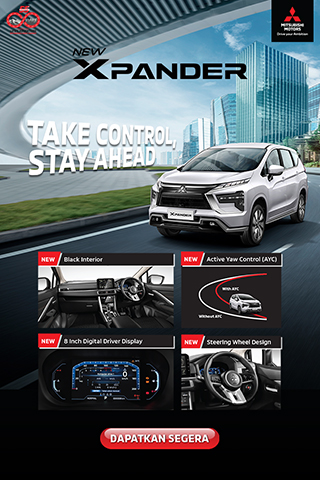 MITSUBISHI
MOTORS
Drive your Ambition
NEW
XPANDER
TAKE CONTROL,
STAY AHEAD
XPANDER
NEW Black Interior
NEW Active Yaw Control (AYC)
With AYC
Without AYC
NEW 8 Inch Digital Driver Display
NEW Steering Wheel Design
DAPATKAN SEGERA